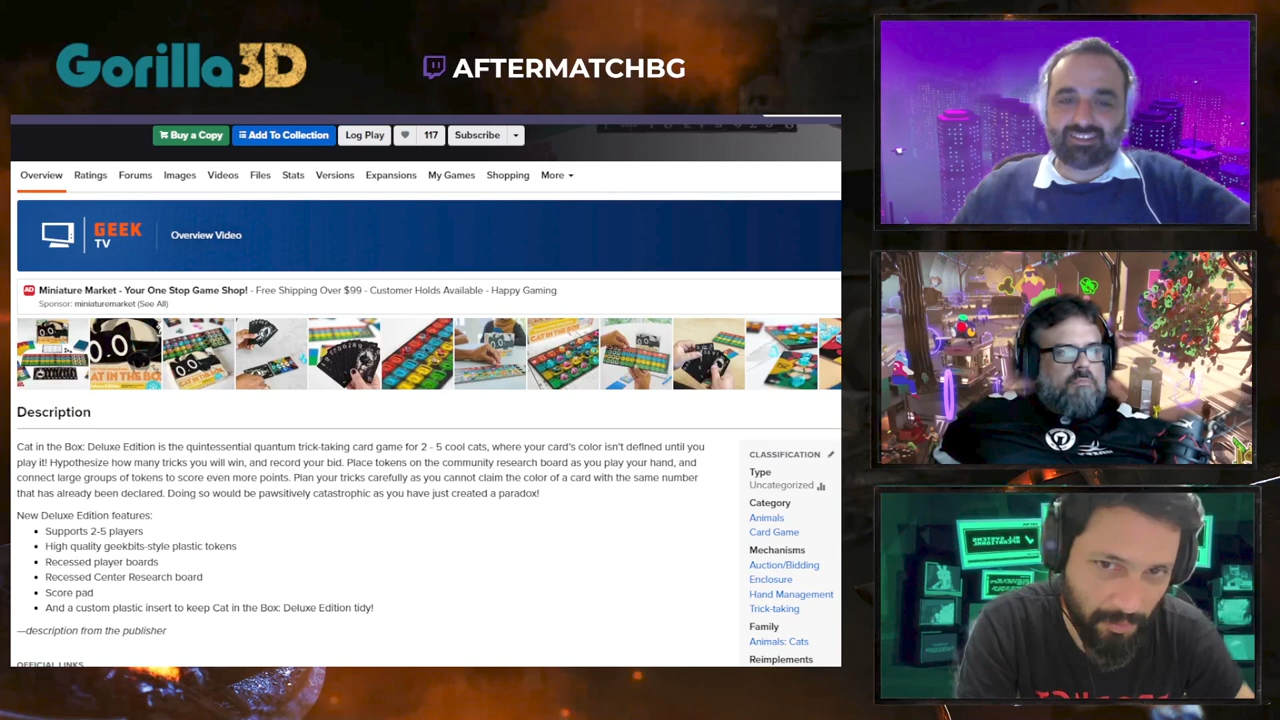 Gorilla3D
AFTERMATCHBG
Buy a Copy
Add To Collection
Log Play
117
Subscribe
Overview Ratings Forums Images Videos Files Stats Versions Expansions My Games Shopping More
GEEK
TV
Overview Video
AD Miniature Market - Your One Stop Game Shop! - Free Shipping Over $99 - Customer Holds Available - Happy Gaming
Sponsor: miniaturemarket (See All)
Description
Cat in the Box: Deluxe Edition is the quintessential quantum trick-taking card game for 2 - 5 cool cats, where your card's color isn't defined until you
play it! Hypothesize how many tricks you will win, and record your bid. Place tokens on the community research board as you play your hand, and
connect large groups of tokens to score even more points. Plan your tricks carefully as you cannot claim the color of a card with the same number
that has already been declared. Doing so would be pawsitively catastrophic as you have just created a paradox!
New Deluxe Edition features:
Supports 2-5 players
High quality geekbits-style plastic tokens
Recessed player boards
Recessed Center Research board
Score pad
And a custom plastic insert to keep Cat in the Box: Deluxe Edition tidy!
—description from the publisher
OFFICIAL LINKS
CLASSIFICATION
Type
Uncategorized
Category
Animals
Card Game
Mechanisms
Auction/Bidding
Enclosure
Hand Management
Trick-taking
Family
Animals: Cats
Reimplements